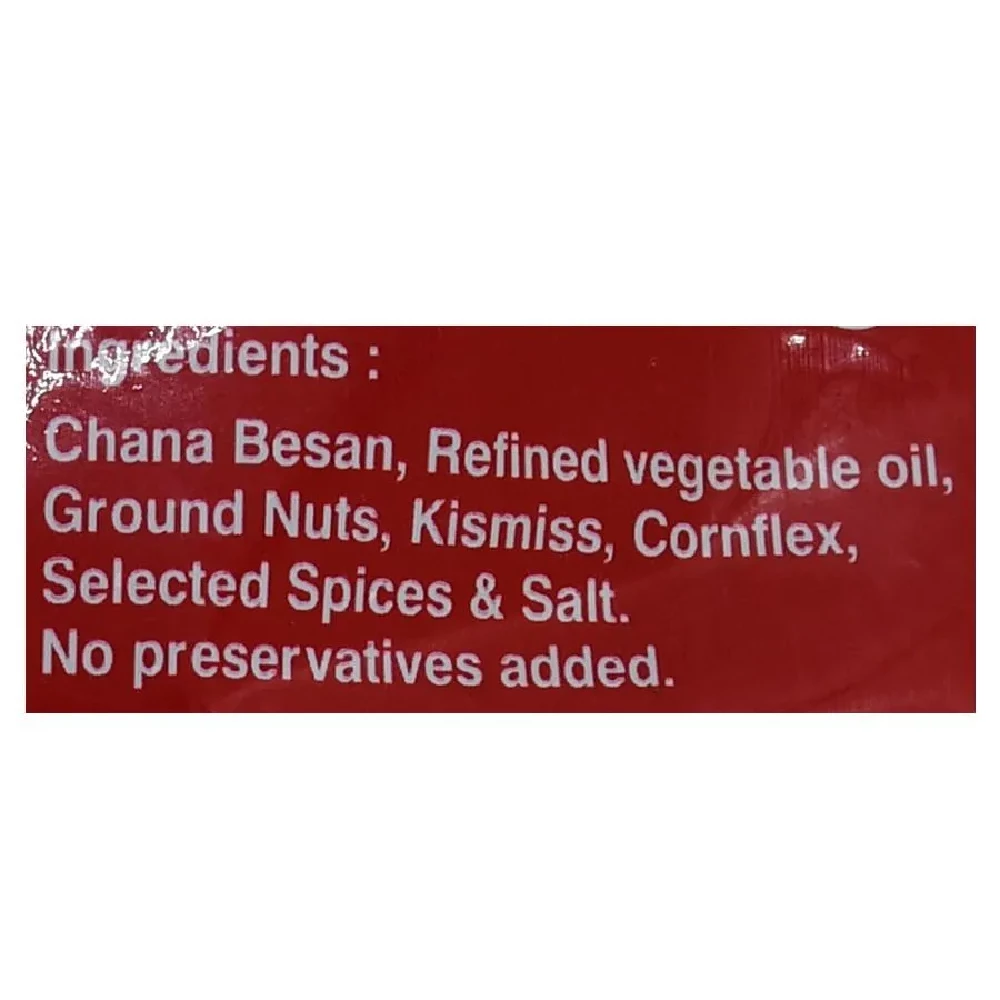 Ingredients :
Chana Besan, Refined vegetable oil,
Ground Nuts, Kismiss, Cornflex,
Selected Spices & Salt.
No preservatives added.